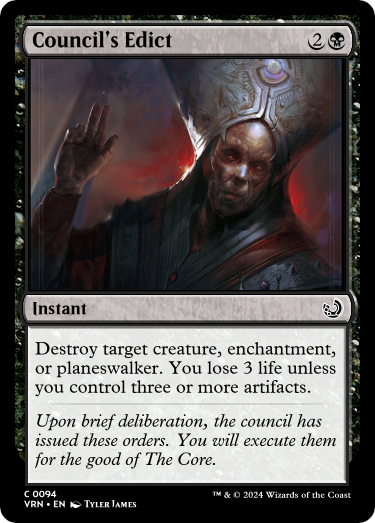 Council's Edict 2
Instant
Destroy target creature, enchantment,
or planeswalker. You lose 3 life unless
you control three or more artifacts.
Upon brief deliberation, the council has
issued these orders. You will execute them
for the good of The Core.
C 0094
VRN • EN Tyler James
™ & © 2024 Wizards of the Coast